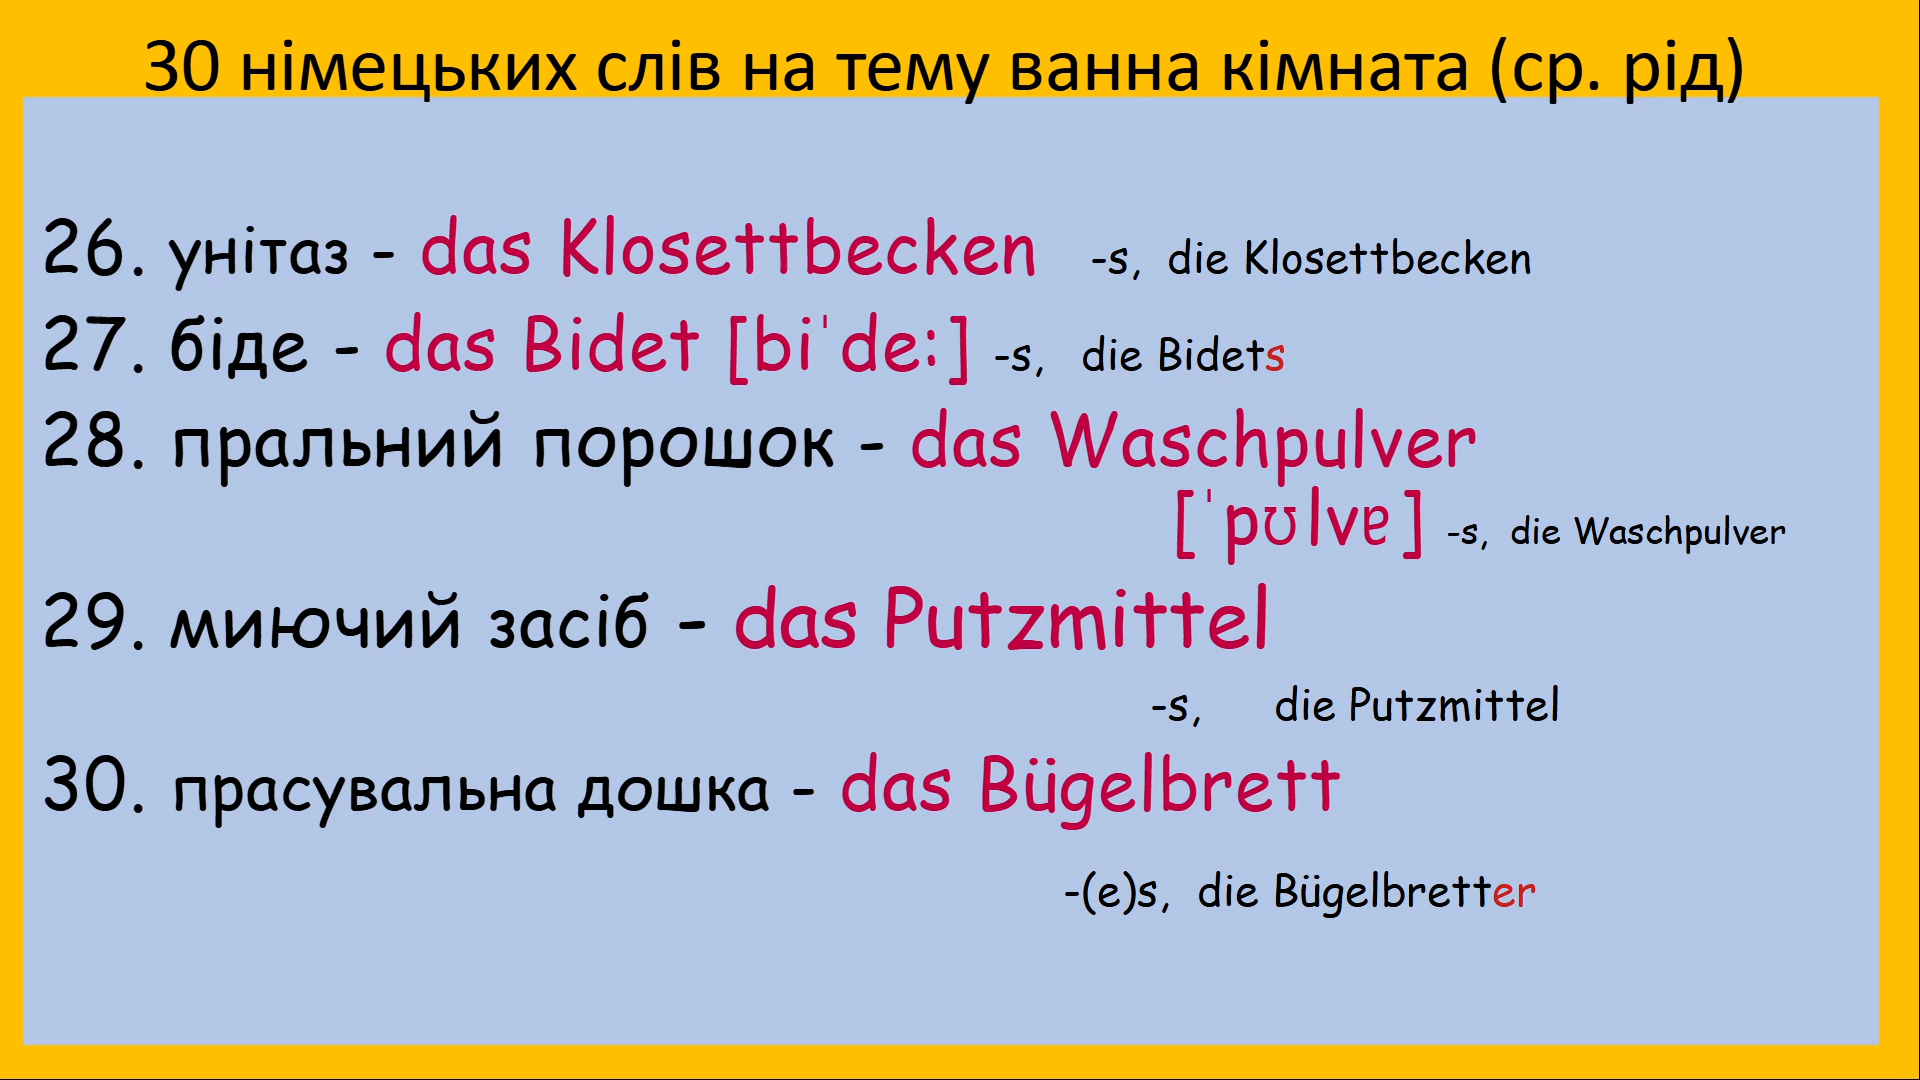 30 німецьких слів на тему ванна кімната (ср. рід)
26. унітаз - das Klosettbecken -s, die Klosettbecken
27. біде - das Bidet [biˈde:] -s, die Bidets
28. пральний порошок - das Waschpulver
[ˈpʊlvɐ] -s, die Waschpulver
29. миючий засіб - das Putzmittel
-s, die Putzmittel
30. прасувальна дошка - das Bügelbrett
-(e)s, die Bügelbretter